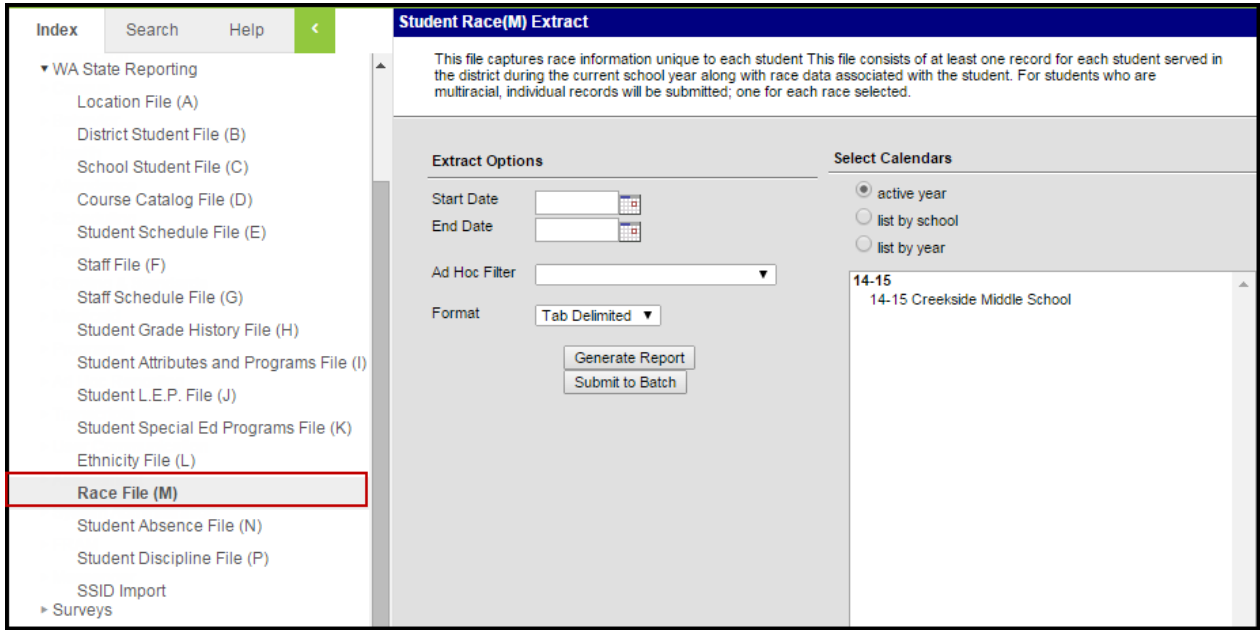 Index Search Help <
▾ WA State Reporting
Location File (A)
District Student File (B)
School Student File (C)
Course Catalog File (D)
Student Schedule File (E)
Staff File (F)
Staff Schedule File (G)
Student Grade History File (H)
Student Attributes and Programs File (I)
Student L.E.P. File (J)
Student Special Ed Programs File (K)
Ethnicity File (L)
Race File (M)
Student Absence File (N)
Student Discipline File (P)
SSID Import
▸ Surveys
Student Race(M) Extract
This file captures race information unique to each student This file consists of at least one record for each student served in
the district during the current school year along with race data associated with the student. For students who are
multiracial, individual records will be submitted; one for each race selected.
Extract Options
Start Date
End Date
Ad Hoc Filter
Format Tab Delimited ▼
Generate Report
Submit to Batch
Select Calendars
active year
list by school
list by year
14-15
14-15 Creekside Middle School